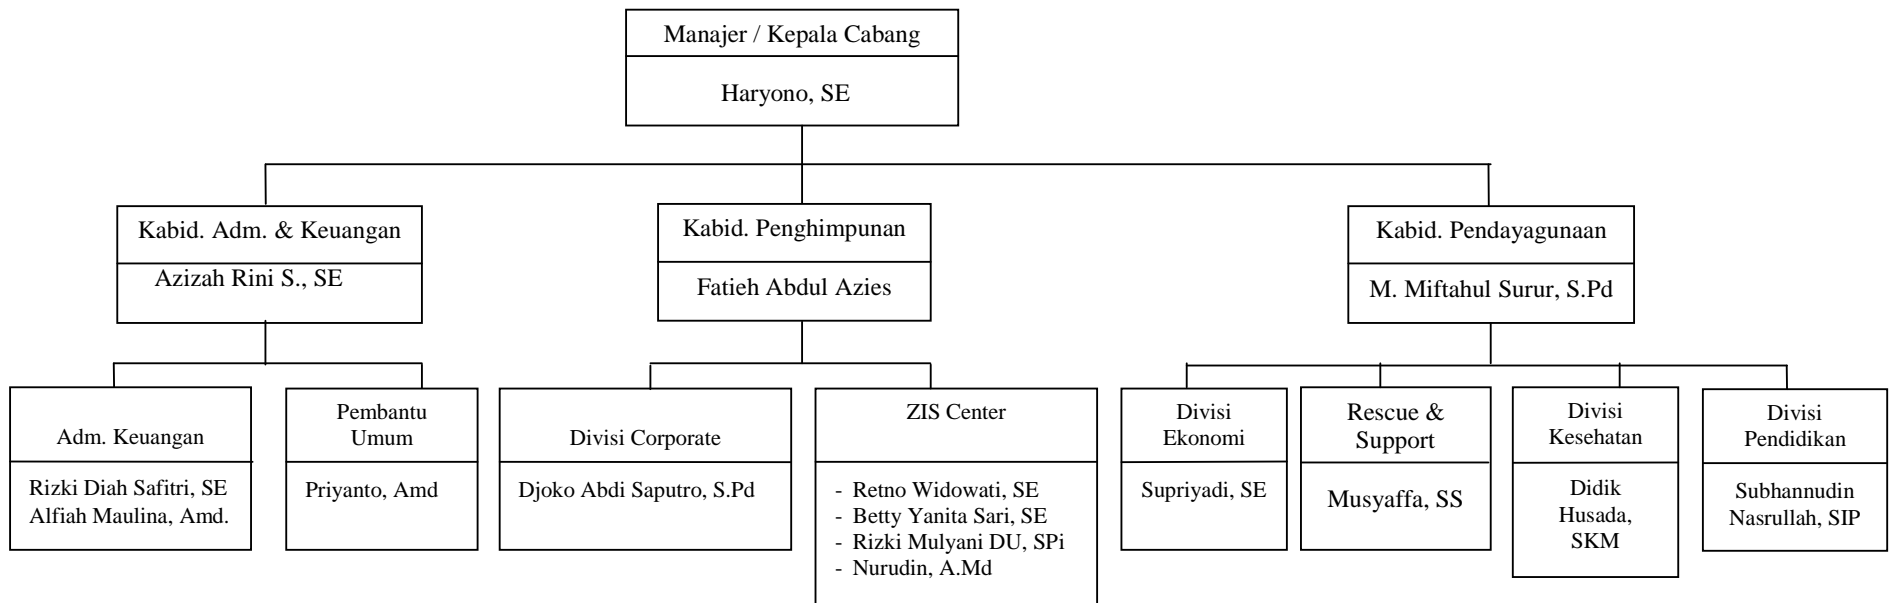 Manajer / Kepala Cabang
Haryono, SE
Kabid. Adm. & Keuangan
Azizah Rini S., SE
Kabid. Penghimpunan
Fatieh Abdul Azies
Kabid. Pendayagunaan
M. Miftahul Surur, S.Pd
Adm. Keuangan
Rizki Diah Safitri, SE
Alfiah Maulina, Amd.
Pembantu
Umum
Priyanto, Amd
Divisi Corporate
Djoko Abdi Saputro, S.Pd
ZIS Center
- Retno Widowati, SE
- Betty Yanita Sari, SE
- Rizki Mulyani DU, SPi
- Nurudin, A.Md
Divisi
Ekonomi
Supriyadi, SE
Rescue &
Support
Musyaffa, SS
Divisi
Kesehatan
Didik
Husada,
SKM
Divisi
Pendidikan
Subhannudin
Nasrullah, SIP